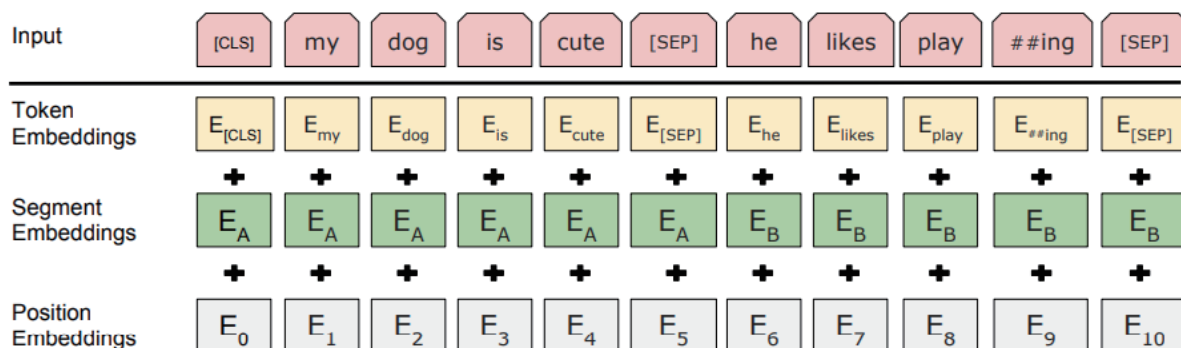 Input [CLS] my dog is cute [SEP] he likes play ##ing [SEP]
Token Embeddings E[CLS] Emy Edog Eis Ecute E[SEP] Ehe Elikes Eplay E##ing E[SEP]
+ + + + + + + + + + +
Segment Embeddings EA EA EA EA EA EA EB EB EB EB EB
+ + + + + + + + + + +
Position Embeddings E0 E1 E2 E3 E4 E5 E6 E7 E8 E9 E10